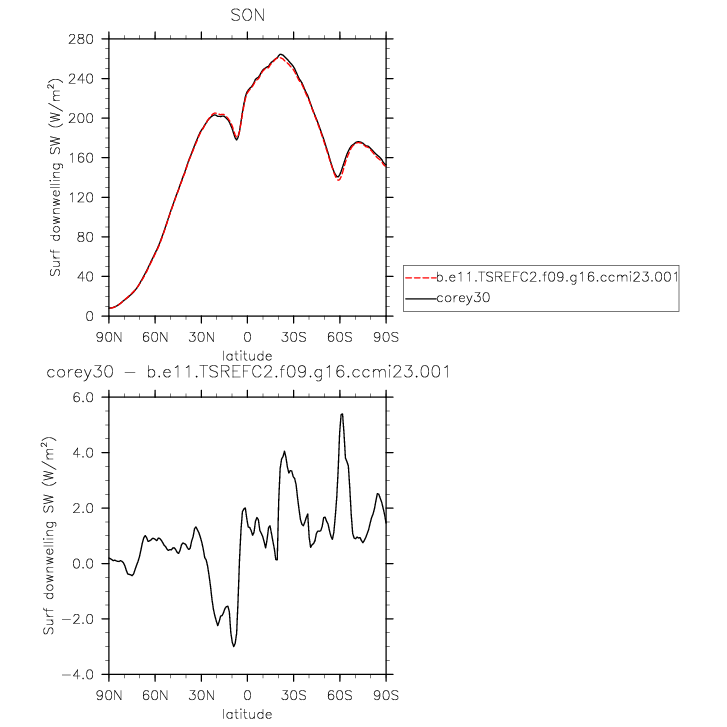 SON
Surf downwelling SW (W/m²)
280
240
200
160
120
80
40
0
90N 60N 30N 0 30S 60S 90S
latitude
b.e11.TSREFC2.f09.g16.ccmi23.001
corey30
corey30 − b.e11.TSREFC2.f09.g16.ccmi23.001
Surf downwelling SW (W/m²)
6.0
4.0
2.0
0.0
−2.0
−4.0
90N 60N 30N 0 30S 60S 90S
latitude